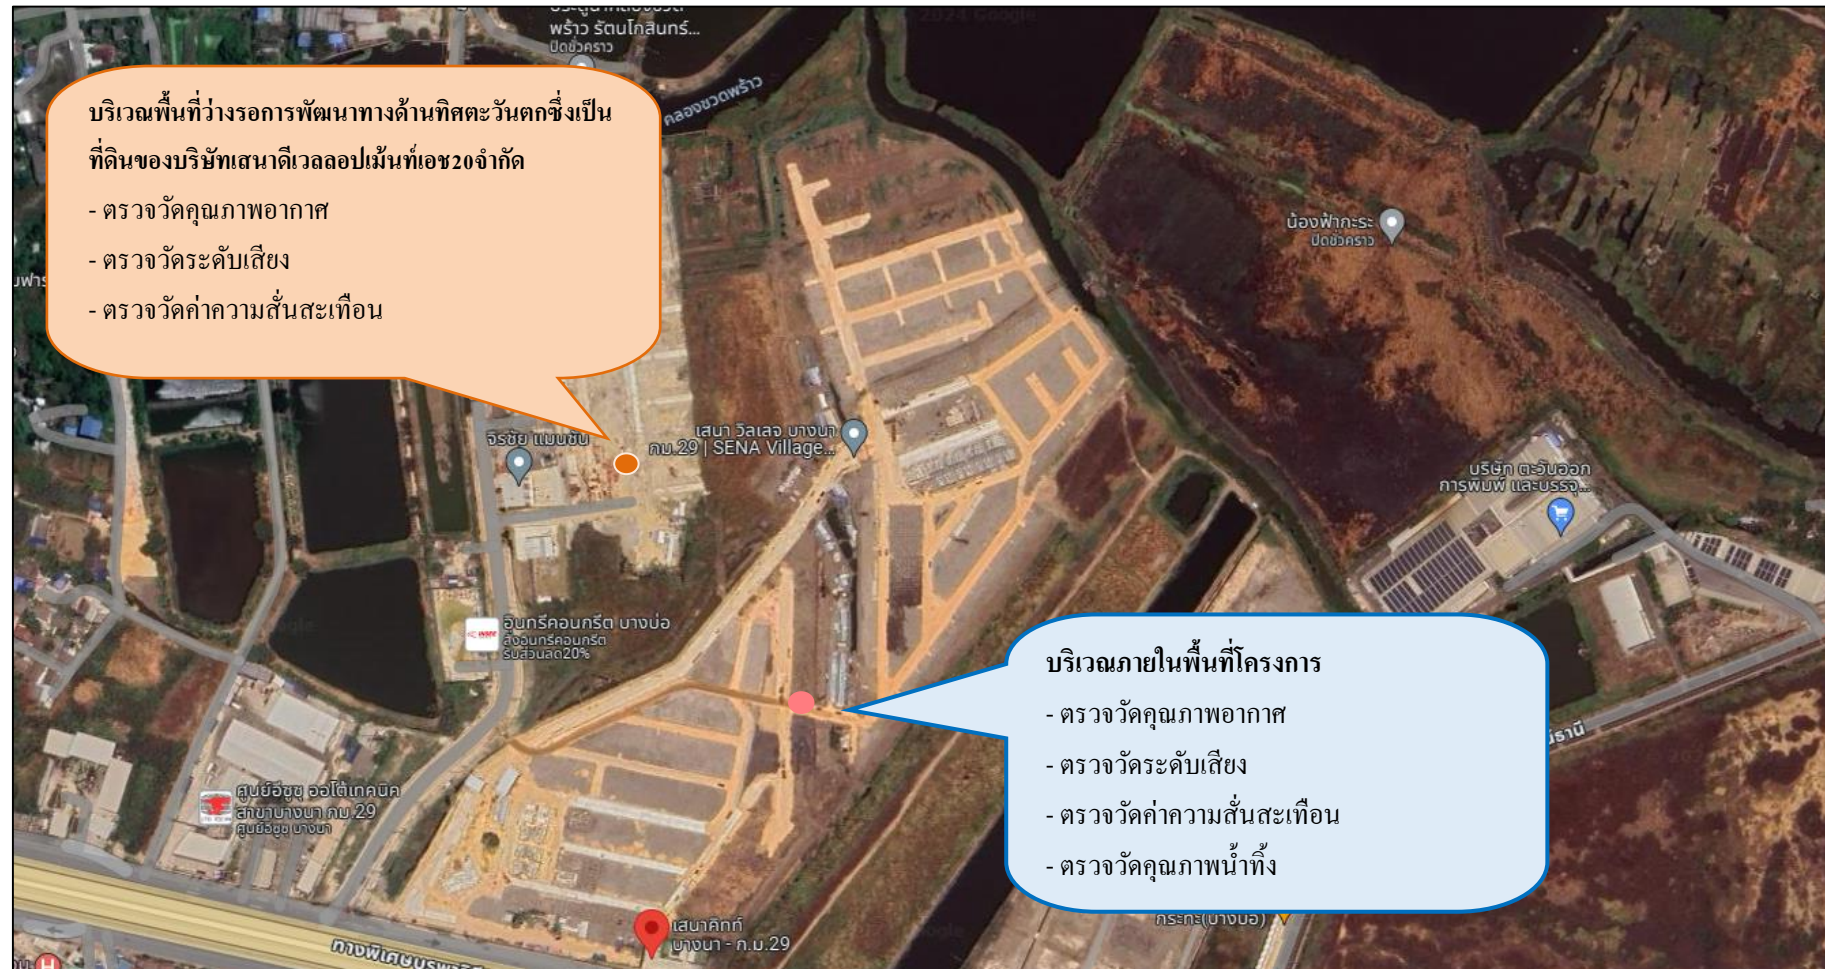 พร้าว รัตนโกสินทร์...
ปิดชั่วคราว
2024 Google
คลองขวดพร้าว
บริเวณพื้นที่ว่างรอการพัฒนาทางด้านทิศตะวันตกซึ่งเป็น
ที่ดินของบริษัทเสนาดีเวลลอปเม้นท์เอช20จำกัด
- ตรวจวัดคุณภาพอากาศ
- ตรวจวัดระดับเสียง
- ตรวจวัดค่าความสั่นสะเทือน
น้องฟ้ากะระ
ปิดชั่วคราว
จิรชัย แมนชั่น
เสนา วิลเลจ บางนา
กม.29 | SENA Village...
บริษัท ตะวันออก
การพิมพ์ และบรรจุ...
อินทรีคอนกรีต บางบ่อ
สั่งอินทรีคอนกรีต
รับส่วนลด20%
บริเวณภายในพื้นที่โครงการ
- ตรวจวัดคุณภาพอากาศ
- ตรวจวัดระดับเสียง
- ตรวจวัดค่าความสั่นสะเทือน
- ตรวจวัดคุณภาพน้ำทิ้ง
ศูนย์อีซูซุ ออโต้เทคนิค
สาขาบางนา กม.29
ศูนย์อีซูซุ บางนา
เสนาคิทท์
บางนา - ก.ม.29
กระทะ(บางบ่อ)